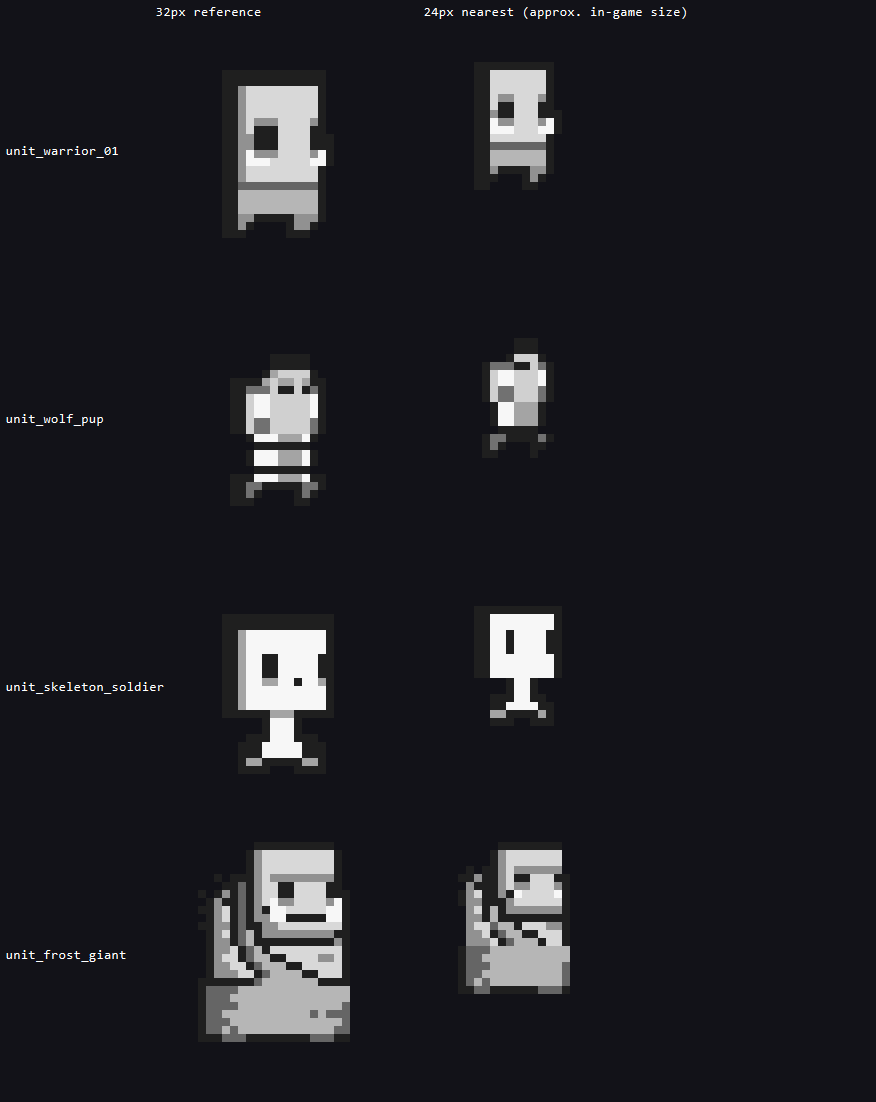 32px reference
24px nearest (approx. in-game size)
unit_warrior_01
unit_wolf_pup
unit_skeleton_soldier
unit_frost_giant